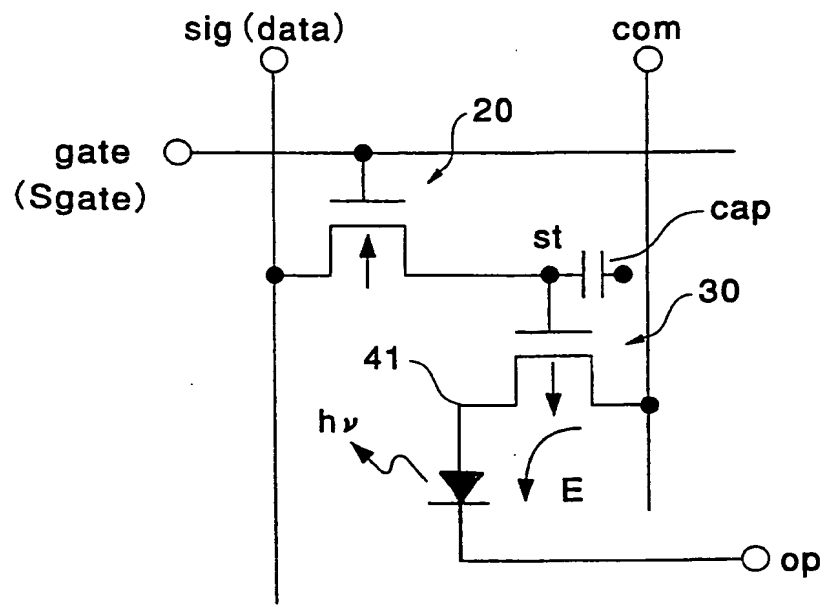 sig (data)
com
20
gate
(Sgate)
cap
st
30
41
hν
E
op